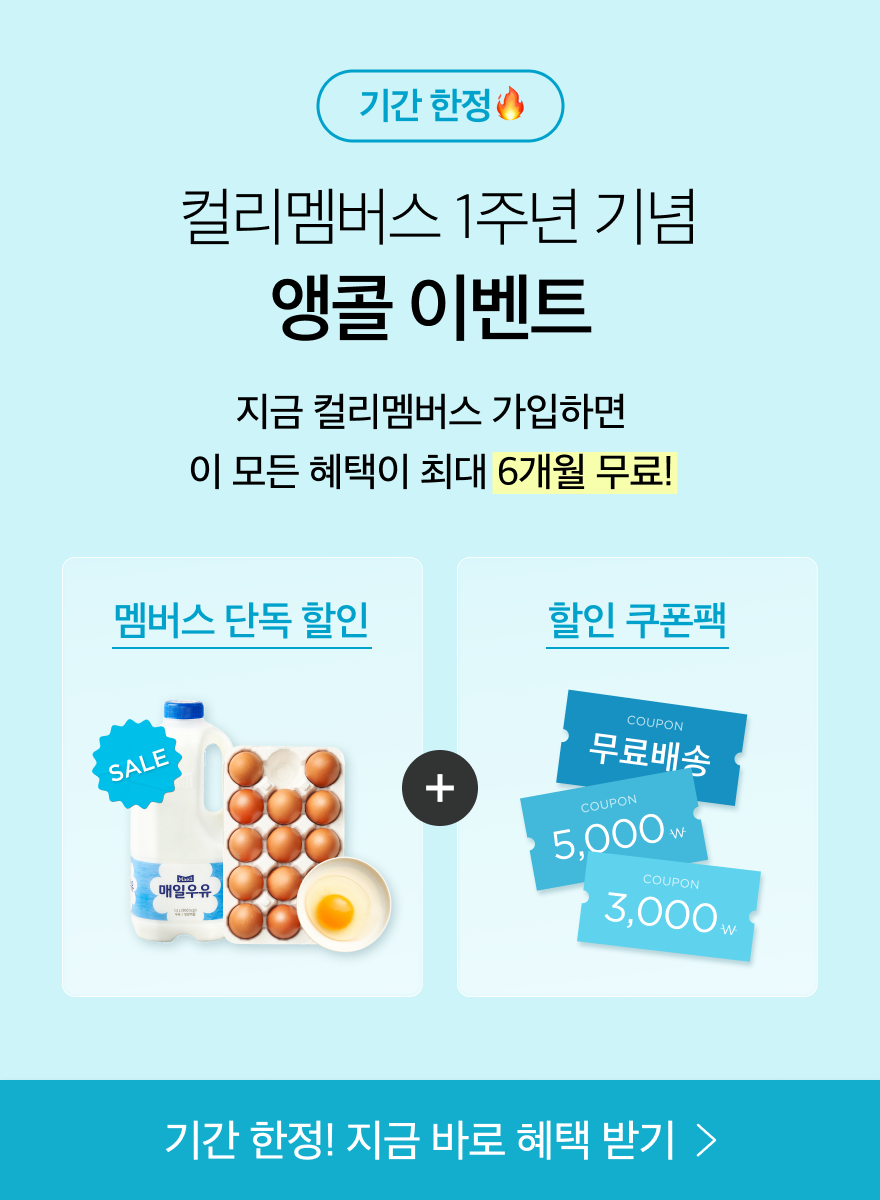 기간 한정🔥
컬리멤버스 1주년 기념
앵콜 이벤트
지금 컬리멤버스 가입하면
이 모든 혜택이 최대 6개월 무료!
멤버스 단독 할인
SALE
Maeil
매일우유
+
할인 쿠폰팩
COUPON
무료배송
COUPON
5,000₩
COUPON
3,000₩
기간 한정! 지금 바로 혜택 받기 >